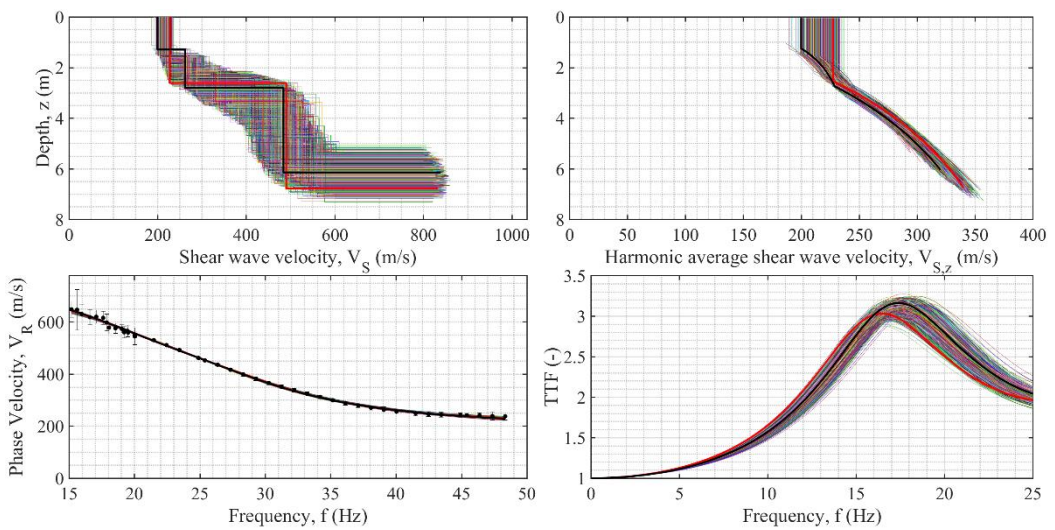 0
2
4
6
8
Depth, z (m)
0 200 400 600 800 1000
Shear wave velocity, V_S (m/s)
0
2
4
6
8
0 50 100 150 200 250 300 350 400
Harmonic average shear wave velocity, V_S,z (m/s)
600
400
200
0
Phase Velocity, V_R (m/s)
15 20 25 30 35 40 45 50
Frequency, f (Hz)
3.5
3
2.5
2
1.5
1
TTF (-)
0 5 10 15 20 25
Frequency, f (Hz)